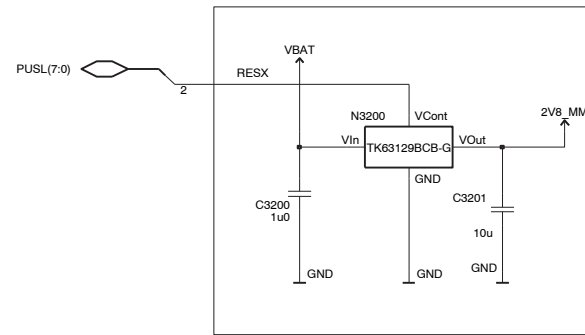 VBAT
PUSL(7:0)
RESX
2
N3200
VCont
2V8_MM
VIn
TK63129BCB-G
VOut
GND
C3200
1u0
C3201
10u
GND
GND
GND